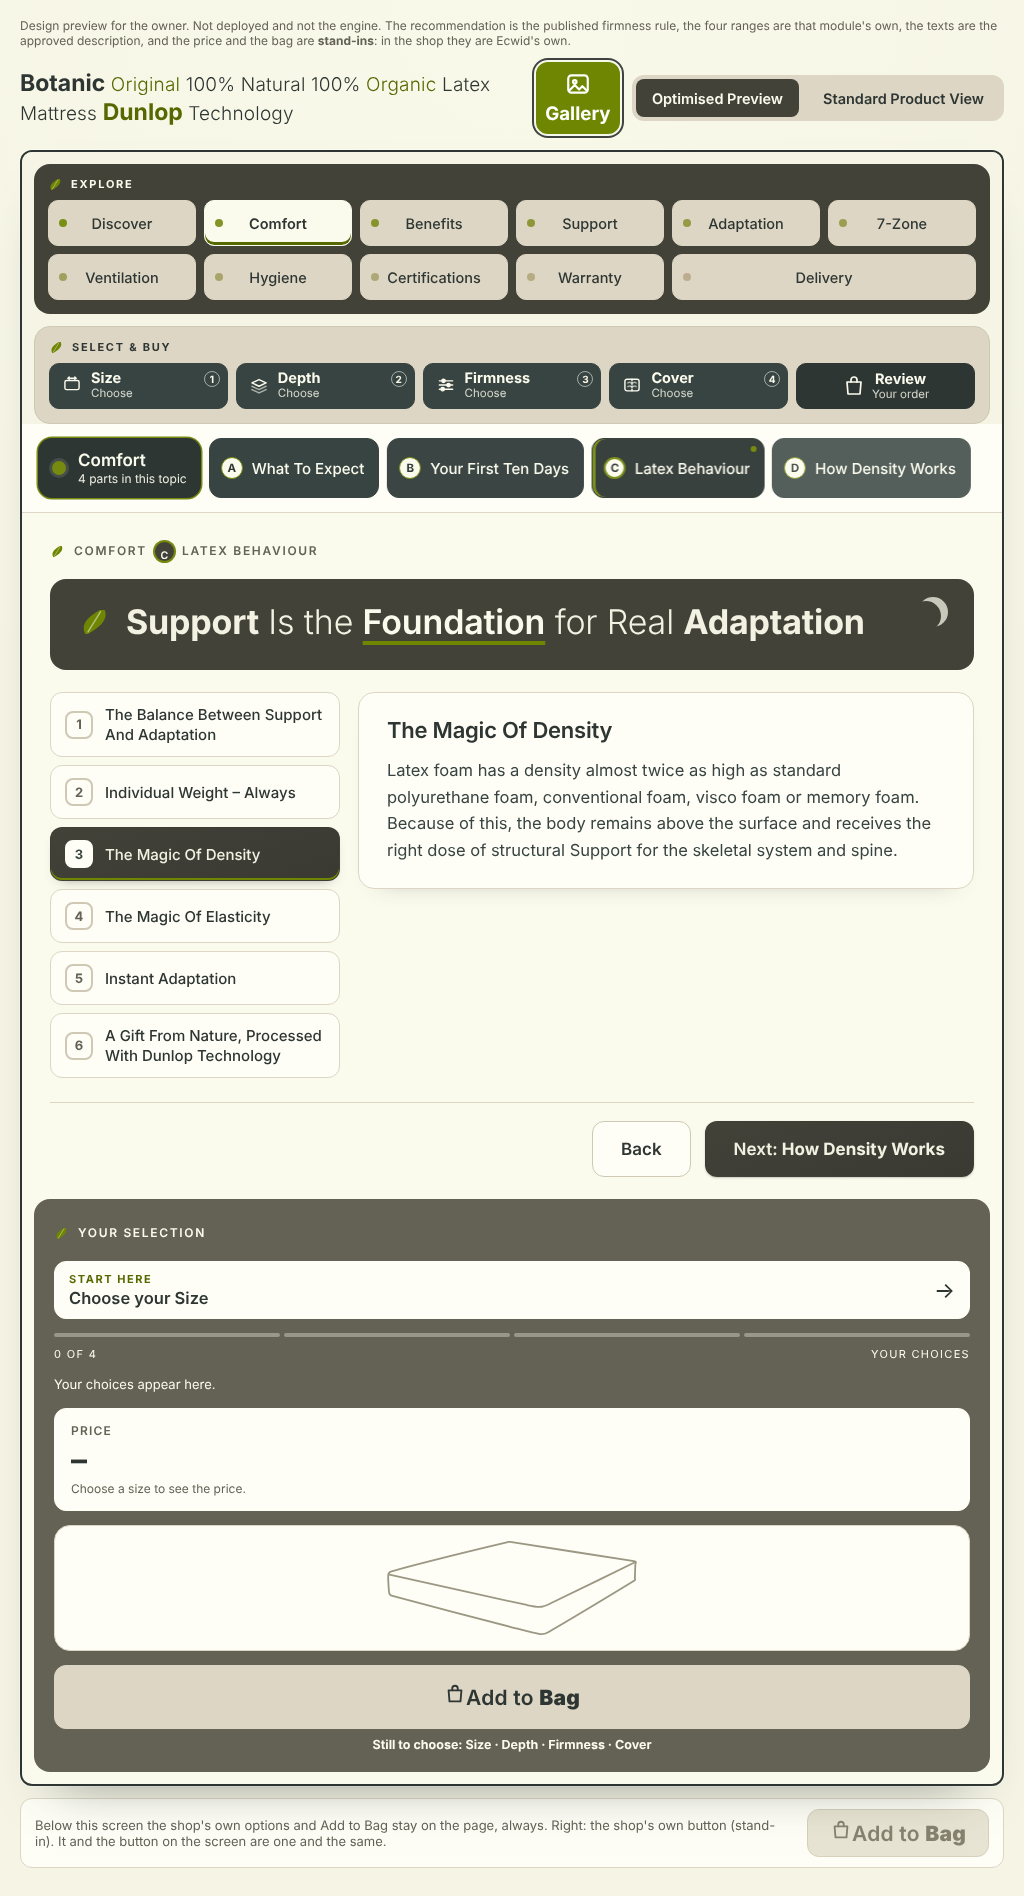 Design preview for the owner. Not deployed and not the engine. The recommendation is the published firmness rule, the four ranges are that module's own, the texts are the
approved description, and the price and the bag are stand-ins: in the shop they are Ecwid's own.
Botanic Original 100% Natural 100% Organic Latex
Mattress Dunlop Technology
Gallery
Optimised Preview
Standard Product View
EXPLORE
Discover
Comfort
Benefits
Support
Adaptation
7-Zone
Ventilation
Hygiene
Certifications
Warranty
Delivery
SELECT & BUY
Size
Choose
1
Depth
Choose
2
Firmness
Choose
3
Cover
Choose
4
Review
Your order
Comfort
4 parts in this topic
A What To Expect
B Your First Ten Days
C Latex Behaviour
D How Density Works
COMFORT C LATEX BEHAVIOUR
Support Is the Foundation for Real Adaptation
1 The Balance Between Support
And Adaptation
2 Individual Weight – Always
3 The Magic Of Density
4 The Magic Of Elasticity
5 Instant Adaptation
6 A Gift From Nature, Processed
With Dunlop Technology
The Magic Of Density
Latex foam has a density almost twice as high as standard
polyurethane foam, conventional foam, visco foam or memory foam.
Because of this, the body remains above the surface and receives the
right dose of structural Support for the skeletal system and spine.
Back
Next: How Density Works
YOUR SELECTION
START HERE
Choose your Size
0 OF 4
YOUR CHOICES
Your choices appear here.
PRICE
–
Choose a size to see the price.
Add to Bag
Still to choose: Size · Depth · Firmness · Cover
Below this screen the shop's own options and Add to Bag stay on the page, always. Right: the shop's own button (stand-
in). It and the button on the screen are one and the same.
Add to Bag